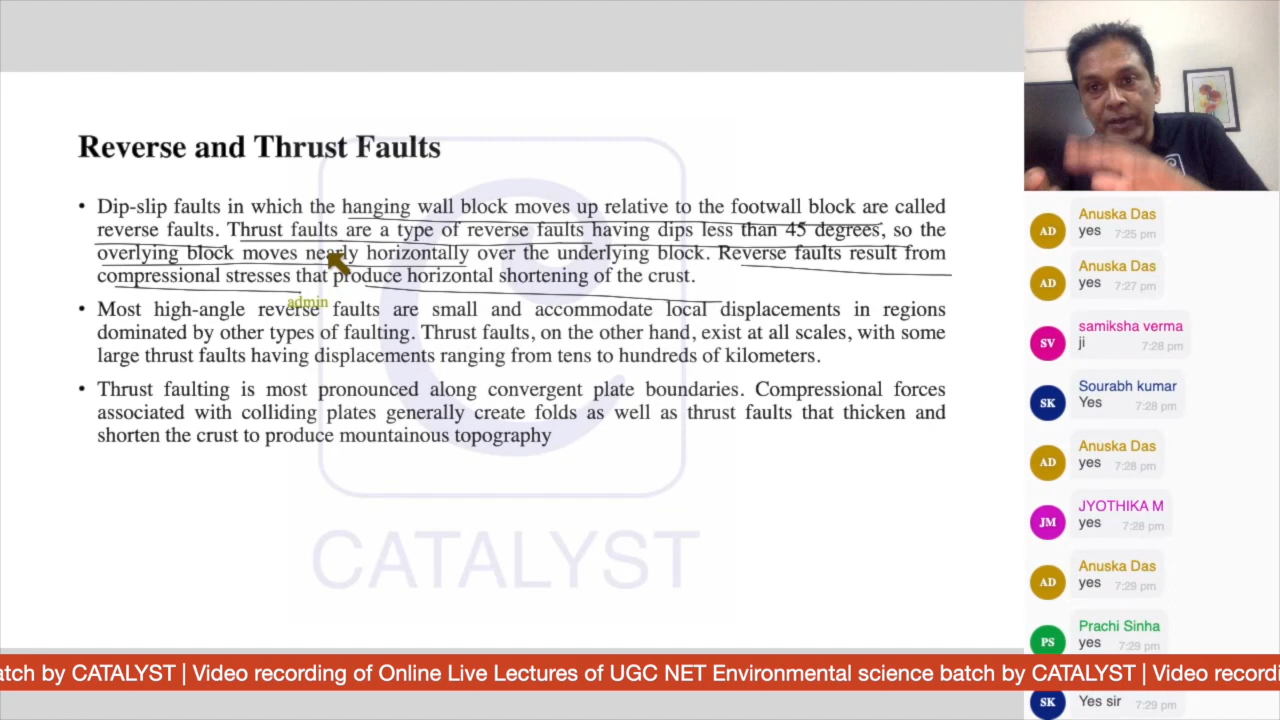 Reverse and Thrust Faults
• Dip-slip faults in which the hanging wall block moves up relative to the footwall block are called
reverse faults. Thrust faults are a type of reverse faults having dips less than 45 degrees, so the
overlying block moves nearly horizontally over the underlying block. Reverse faults result from
compressional stresses that produce horizontal shortening of the crust.
admin
• Most high-angle reverse faults are small and accommodate local displacements in regions
dominated by other types of faulting. Thrust faults, on the other hand, exist at all scales, with some
large thrust faults having displacements ranging from tens to hundreds of kilometers.
• Thrust faulting is most pronounced along convergent plate boundaries. Compressional forces
associated with colliding plates generally create folds as well as thrust faults that thicken and
shorten the crust to produce mountainous topography
CATALYST
AD
Anuska Das
yes 7:25 pm
AD
Anuska Das
yes 7:27 pm
SV
samiksha verma
ji 7:28 pm
SK
Sourabh kumar
Yes 7:28 pm
AD
Anuska Das
yes 7:28 pm
JM
JYOTHIKA M
yes 7:28 pm
AD
Anuska Das
yes 7:29 pm
PS
Prachi Sinha
yes 7:29 pm
atch by CATALYST | Video recording of Online Live Lectures of UGC NET Environmental science batch by CATALYST | Video recordi
SK
Yes sir 7:29 pm